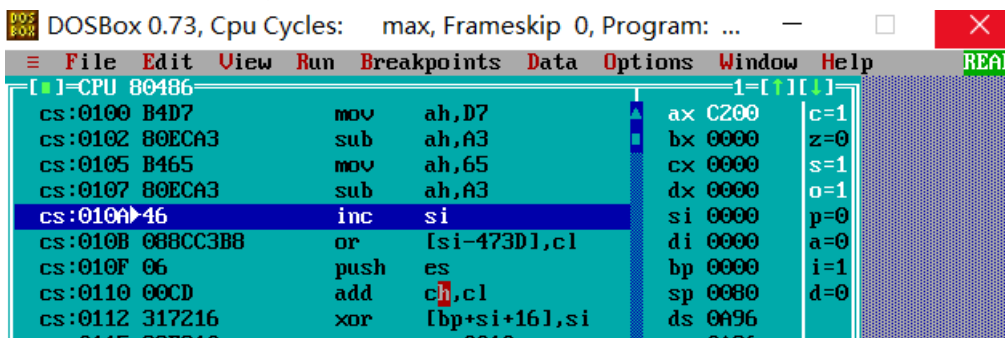 DOSBox 0.73, Cpu Cycles: max, Frameskip 0, Program: ...
≡ File Edit View Run Breakpoints Data Options Window Help REA
[■]=CPU 80486 1=[↑][↓]
cs:0100 B4D7 mov ah,D7 ax C200 c=1
cs:0102 80ECA3 sub ah,A3 bx 0000 z=0
cs:0105 B465 mov ah,65 cx 0000 s=1
cs:0107 80ECA3 sub ah,A3 dx 0000 o=1
cs:010A►46 inc si si 0000 p=0
cs:010B 088CC3B8 or [si-473D],cl di 0000 a=0
cs:010F 06 push es bp 0000 i=1
cs:0110 00CD add ch,cl sp 0080 d=0
cs:0112 317216 xor [bp+si+16],si ds 0A96